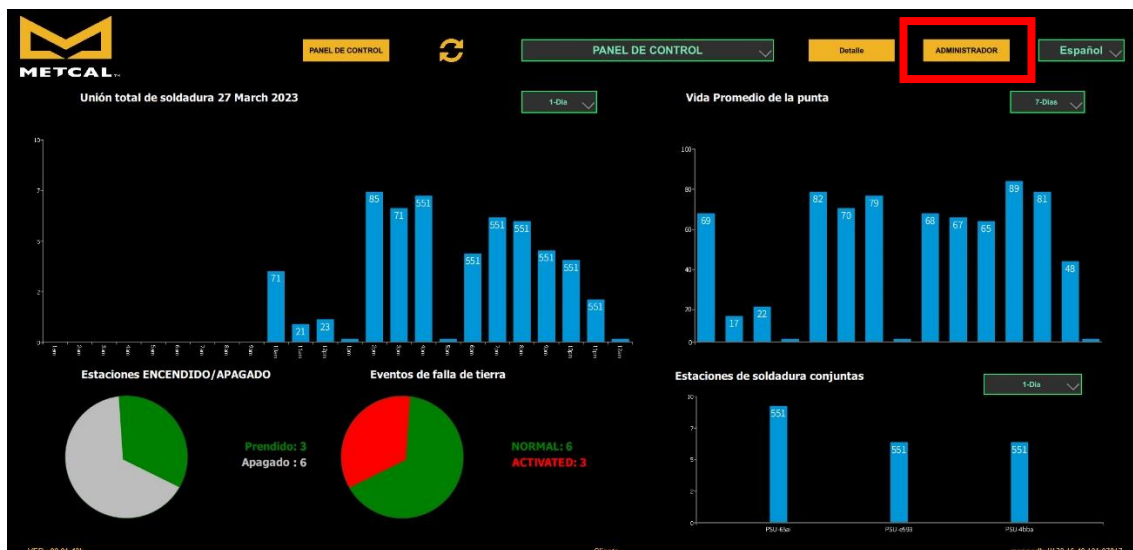 METCAL™
PANEL DE CONTROL
PANEL DE CONTROL
Detalle
ADMINISTRADOR
Español
Unión total de soldadura 27 March 2023
1-Dia
71
21
23
85
71
551
551
551
551
551
551
551
Vida Promedio de la punta
7-Dias
100
80
60
40
20
0
69
17
22
82
70
79
68
67
65
89
81
48
Estaciones ENCENDIDO/APAGADO
Prendido: 3
Apagado : 6
Eventos de falla de tierra
NORMAL: 6
ACTIVATED: 3
Estaciones de soldadura conjuntas
1-Dia
551
551
551